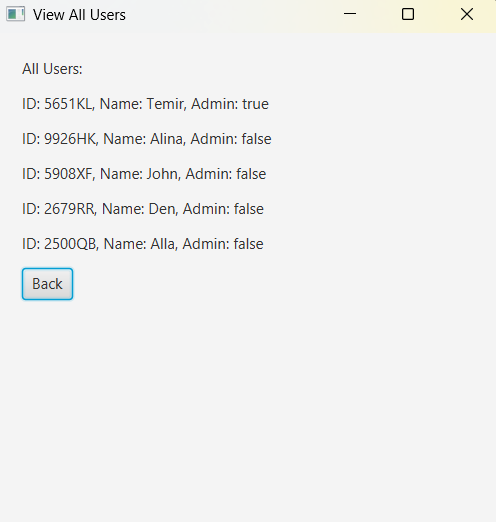 View All Users
All Users:
ID: 5651KL, Name: Temir, Admin: true
ID: 9926HK, Name: Alina, Admin: false
ID: 5908XF, Name: John, Admin: false
ID: 2679RR, Name: Den, Admin: false
ID: 2500QB, Name: Alla, Admin: false
Back